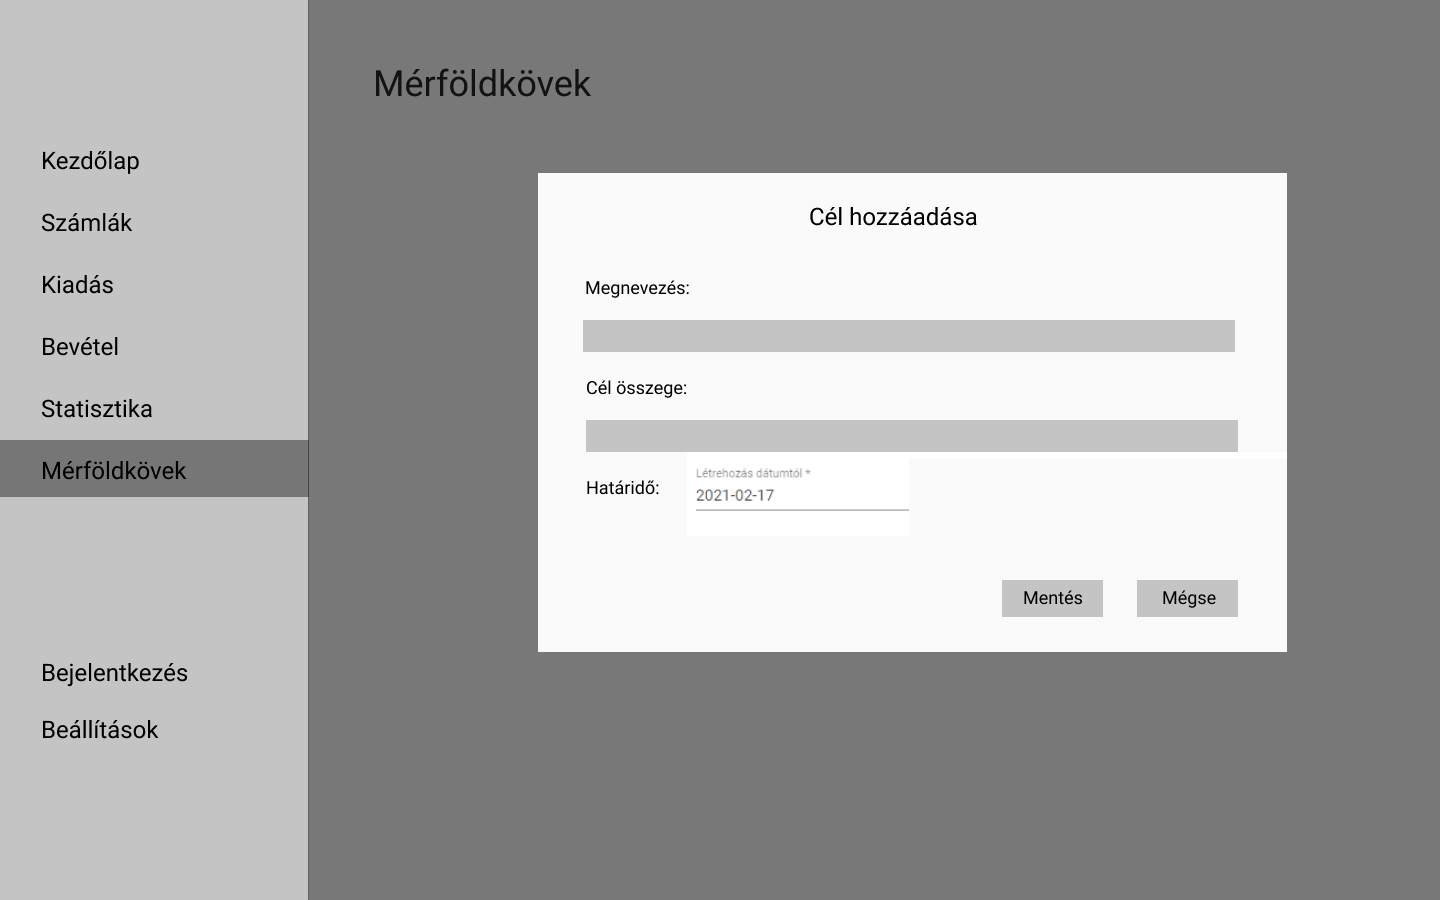 Mérföldkövek
Kezdőlap
Számlák
Kiadás
Bevétel
Statisztika
Mérföldkövek
Bejelentkezés
Beállítások
Cél hozzáadása
Megnevezés:
Cél összege:
Határidő:
Létrehozás dátumtól *
2021-02-17
Mentés
Mégse